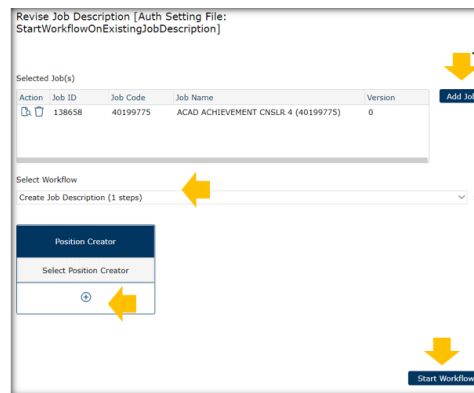 Revise Job Description [Auth Setting File:
StartWorkflowOnExistingJobDescription]
Selected Job(s)
Add Jo
Action Job ID Job Code Job Name Version
138658 40199775 ACAD ACHIEVEMENT CNSLR 4 (40199775) 0
Select Workflow
Create Job Description (1 steps)
Position Creator
Select Position Creator
Start Workflow